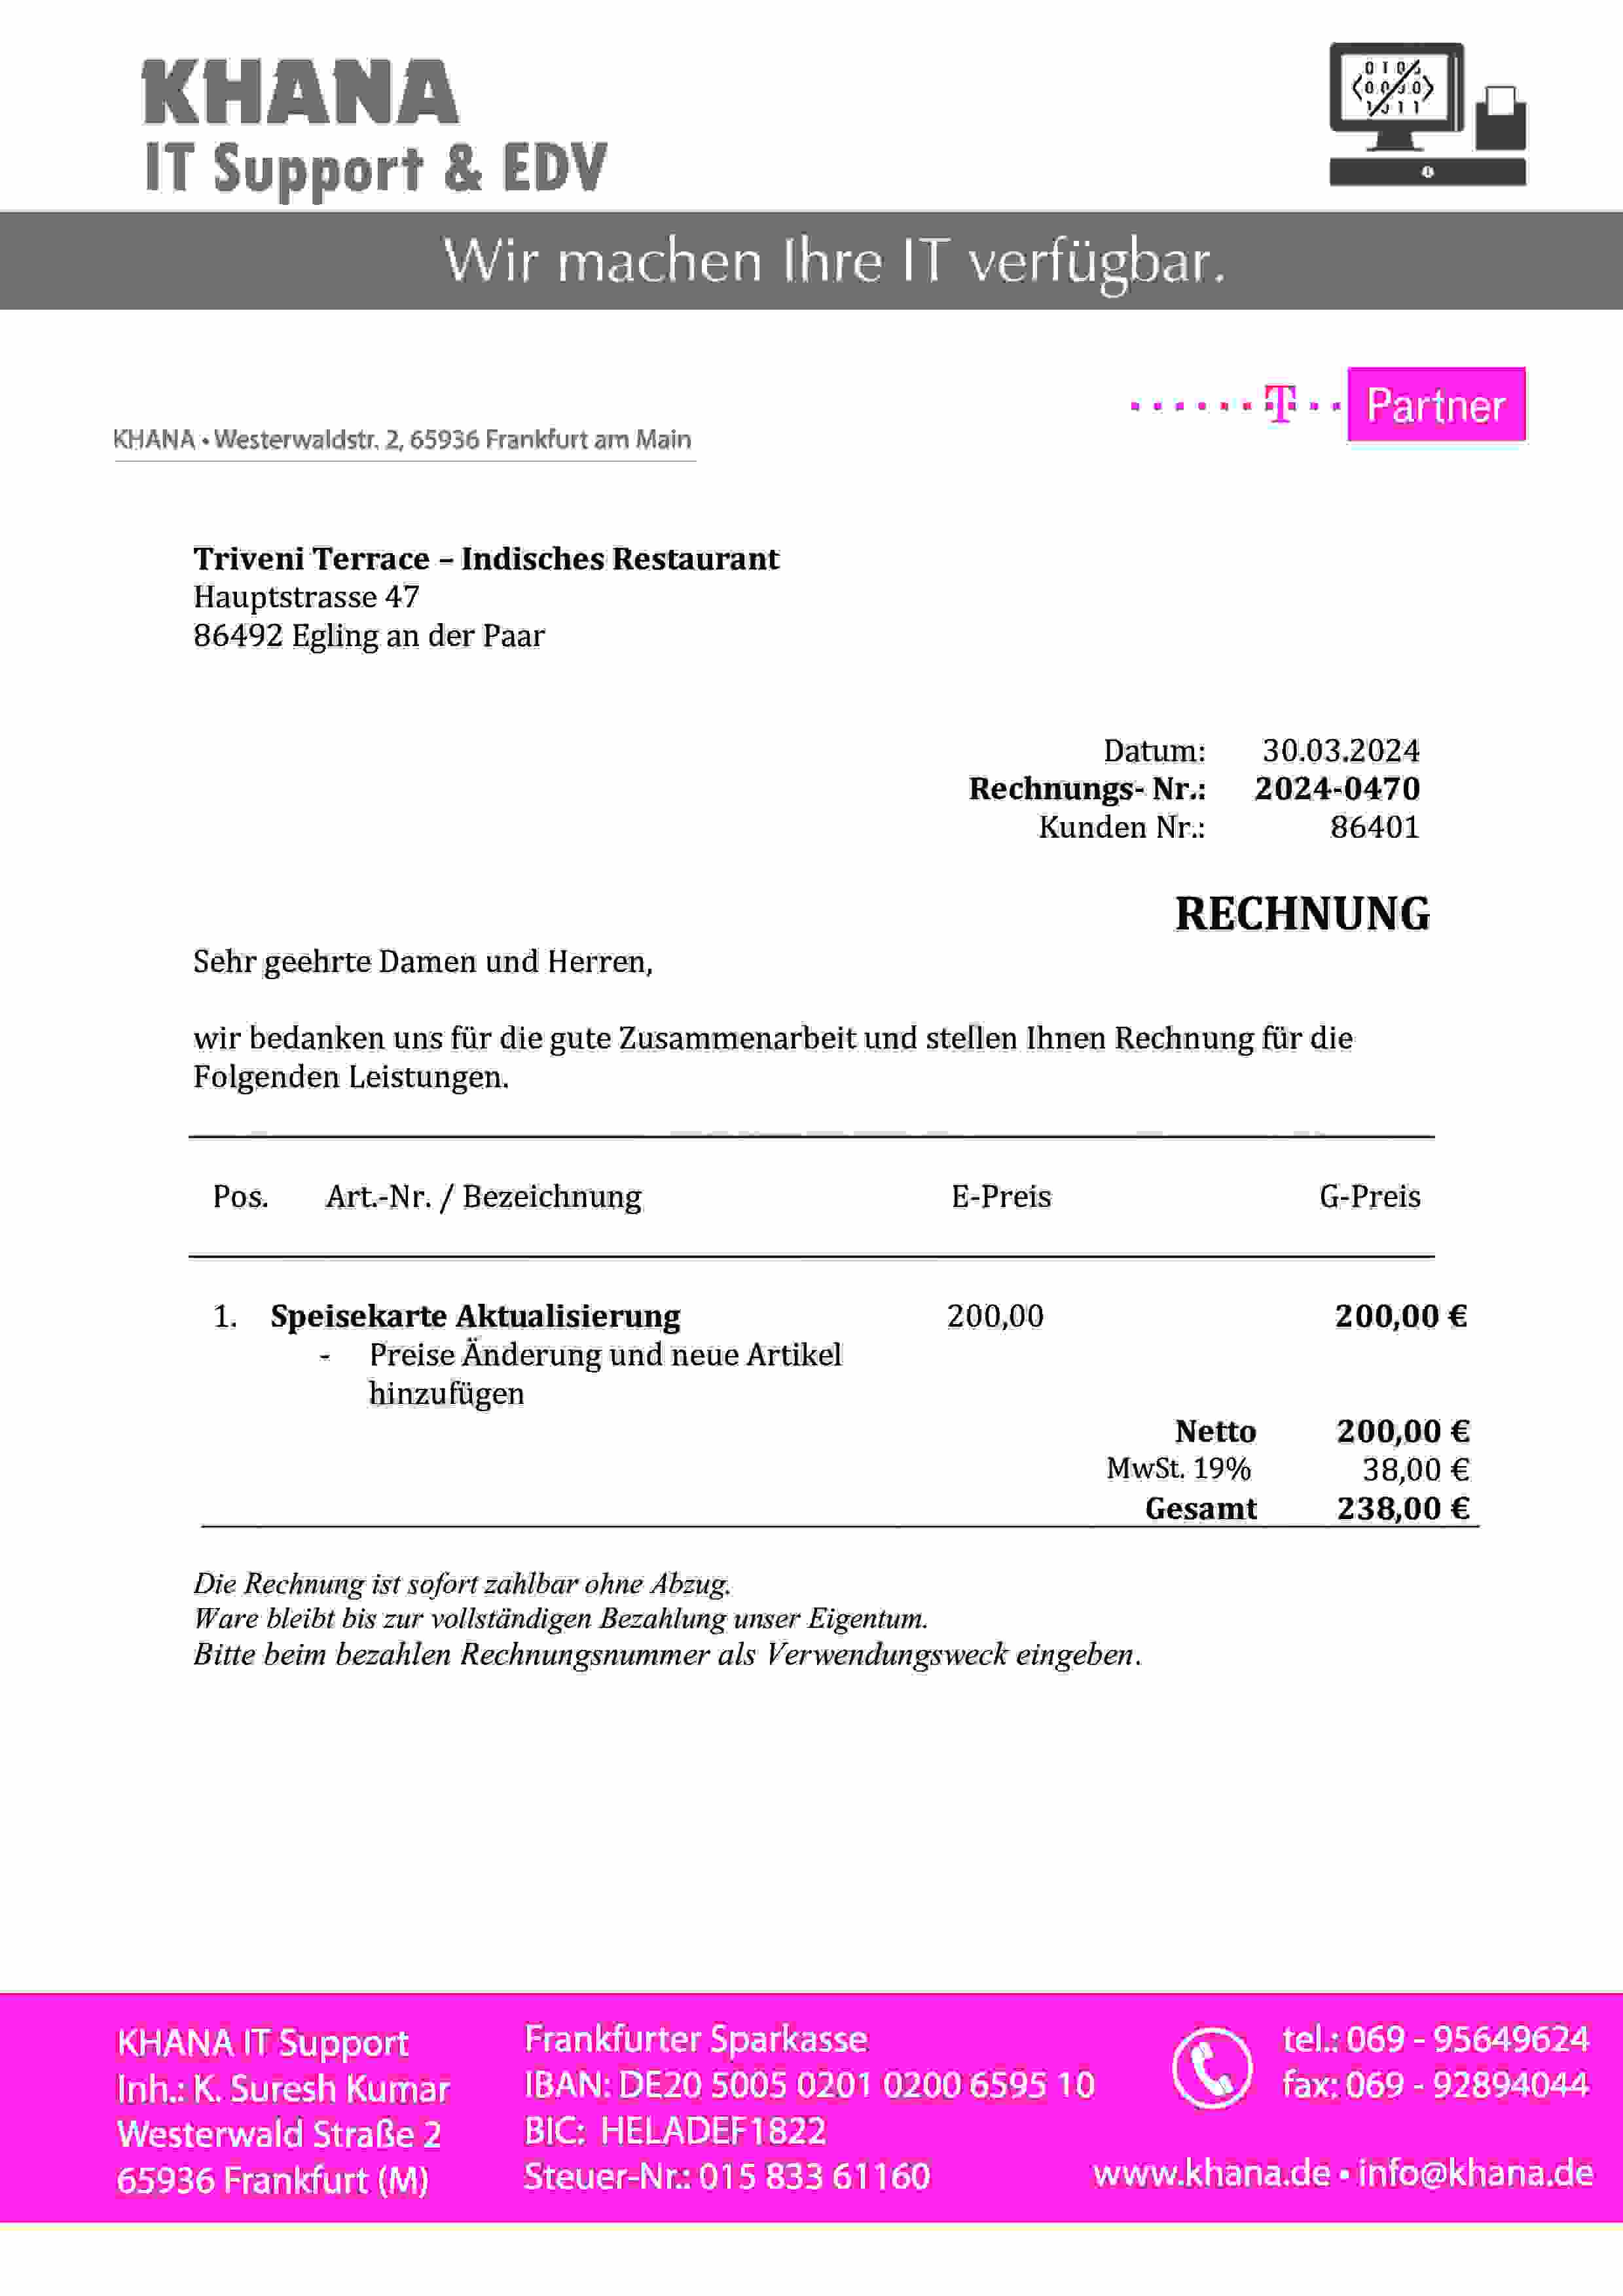 KHANA
IT Support & EDV
Wir machen Ihre IT verfügbar.
T Partner
KHANA • Westerwaldstr. 2, 65936 Frankfurt am Main
Triveni Terrace – Indisches Restaurant
Hauptstrasse 47
86492 Egling an der Paar
Datum: 30.03.2024
Rechnungs- Nr.: 2024-0470
Kunden Nr.: 86401
RECHNUNG
Sehr geehrte Damen und Herren,
wir bedanken uns für die gute Zusammenarbeit und stellen Ihnen Rechnung für die
Folgenden Leistungen.
Pos. Art.-Nr. / Bezeichnung E-Preis G-Preis
1. Speisekarte Aktualisierung 200,00 200,00 €
- Preise Änderung und neue Artikel
hinzufügen
Netto 200,00 €
MwSt. 19% 38,00 €
Gesamt 238,00 €
Die Rechnung ist sofort zahlbar ohne Abzug.
Ware bleibt bis zur vollständigen Bezahlung unser Eigentum.
Bitte beim bezahlen Rechnungsnummer als Verwendungsweck eingeben.
KHANA IT Support
Inh.: K. Suresh Kumar
Westerwald Straße 2
65936 Frankfurt (M)
Frankfurter Sparkasse
IBAN: DE20 5005 0201 0200 6595 10
BIC: HELADEF1822
Steuer-Nr.: 015 833 61160
tel.: 069 - 95649624
fax: 069 - 92894044
www.khana.de • info@khana.de